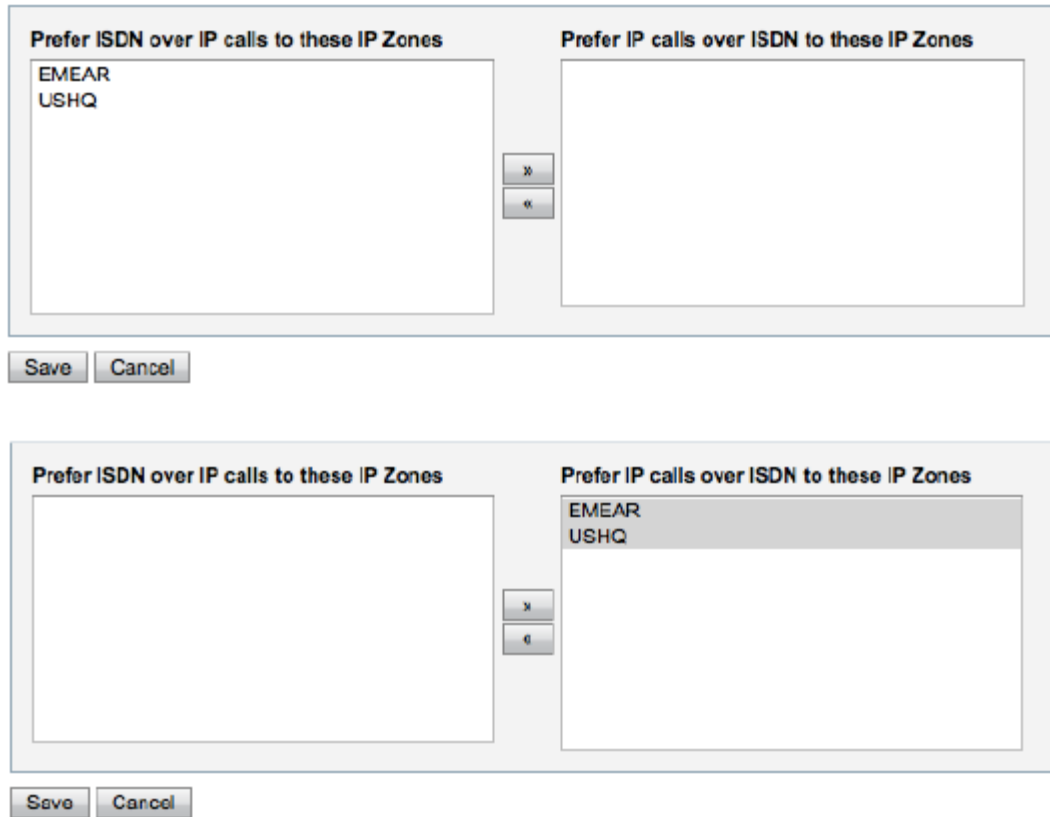 Prefer ISDN over IP calls to these IP Zones Prefer IP calls over ISDN to these IP Zones
EMEAR
USHQ
»
«
Save Cancel
Prefer ISDN over IP calls to these IP Zones Prefer IP calls over ISDN to these IP Zones
EMEAR
USHQ
»
«
Save Cancel